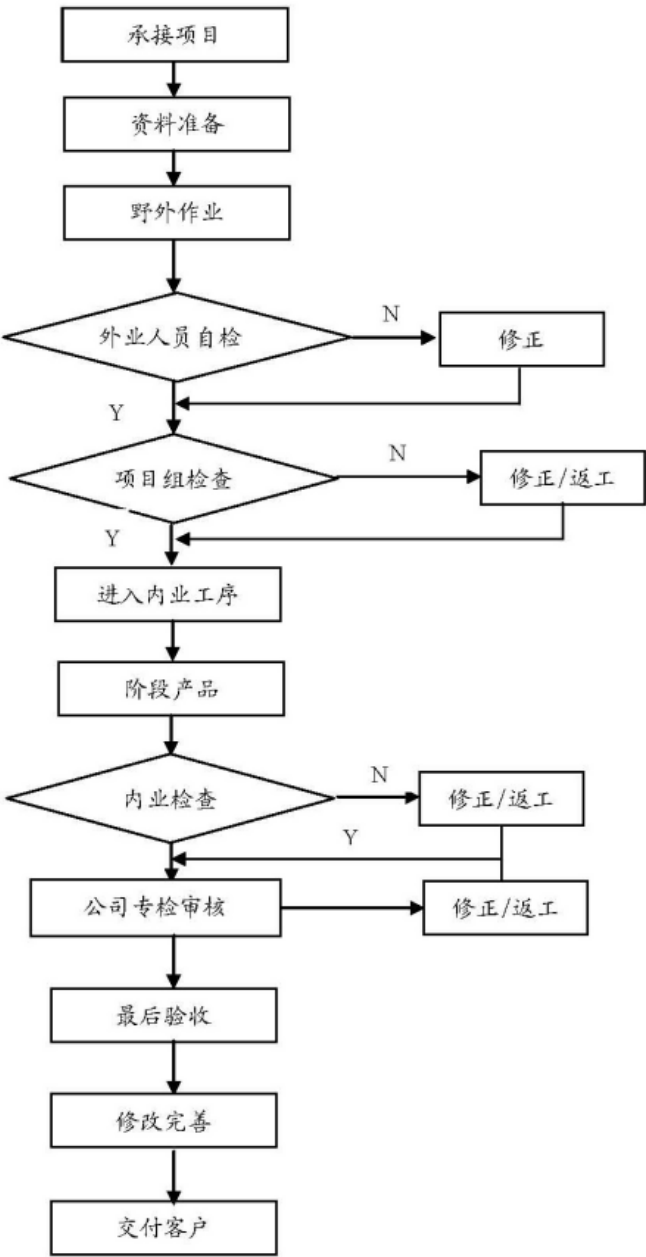 承接项目
资料准备
野外作业
外业人员自检
N
修正
Y
项目组检查
N
修正/返工
Y
进入内业工序
阶段产品
内业检查
N
修正/返工
Y
公司专检审核
修正/返工
最后验收
修改完善
交付客户